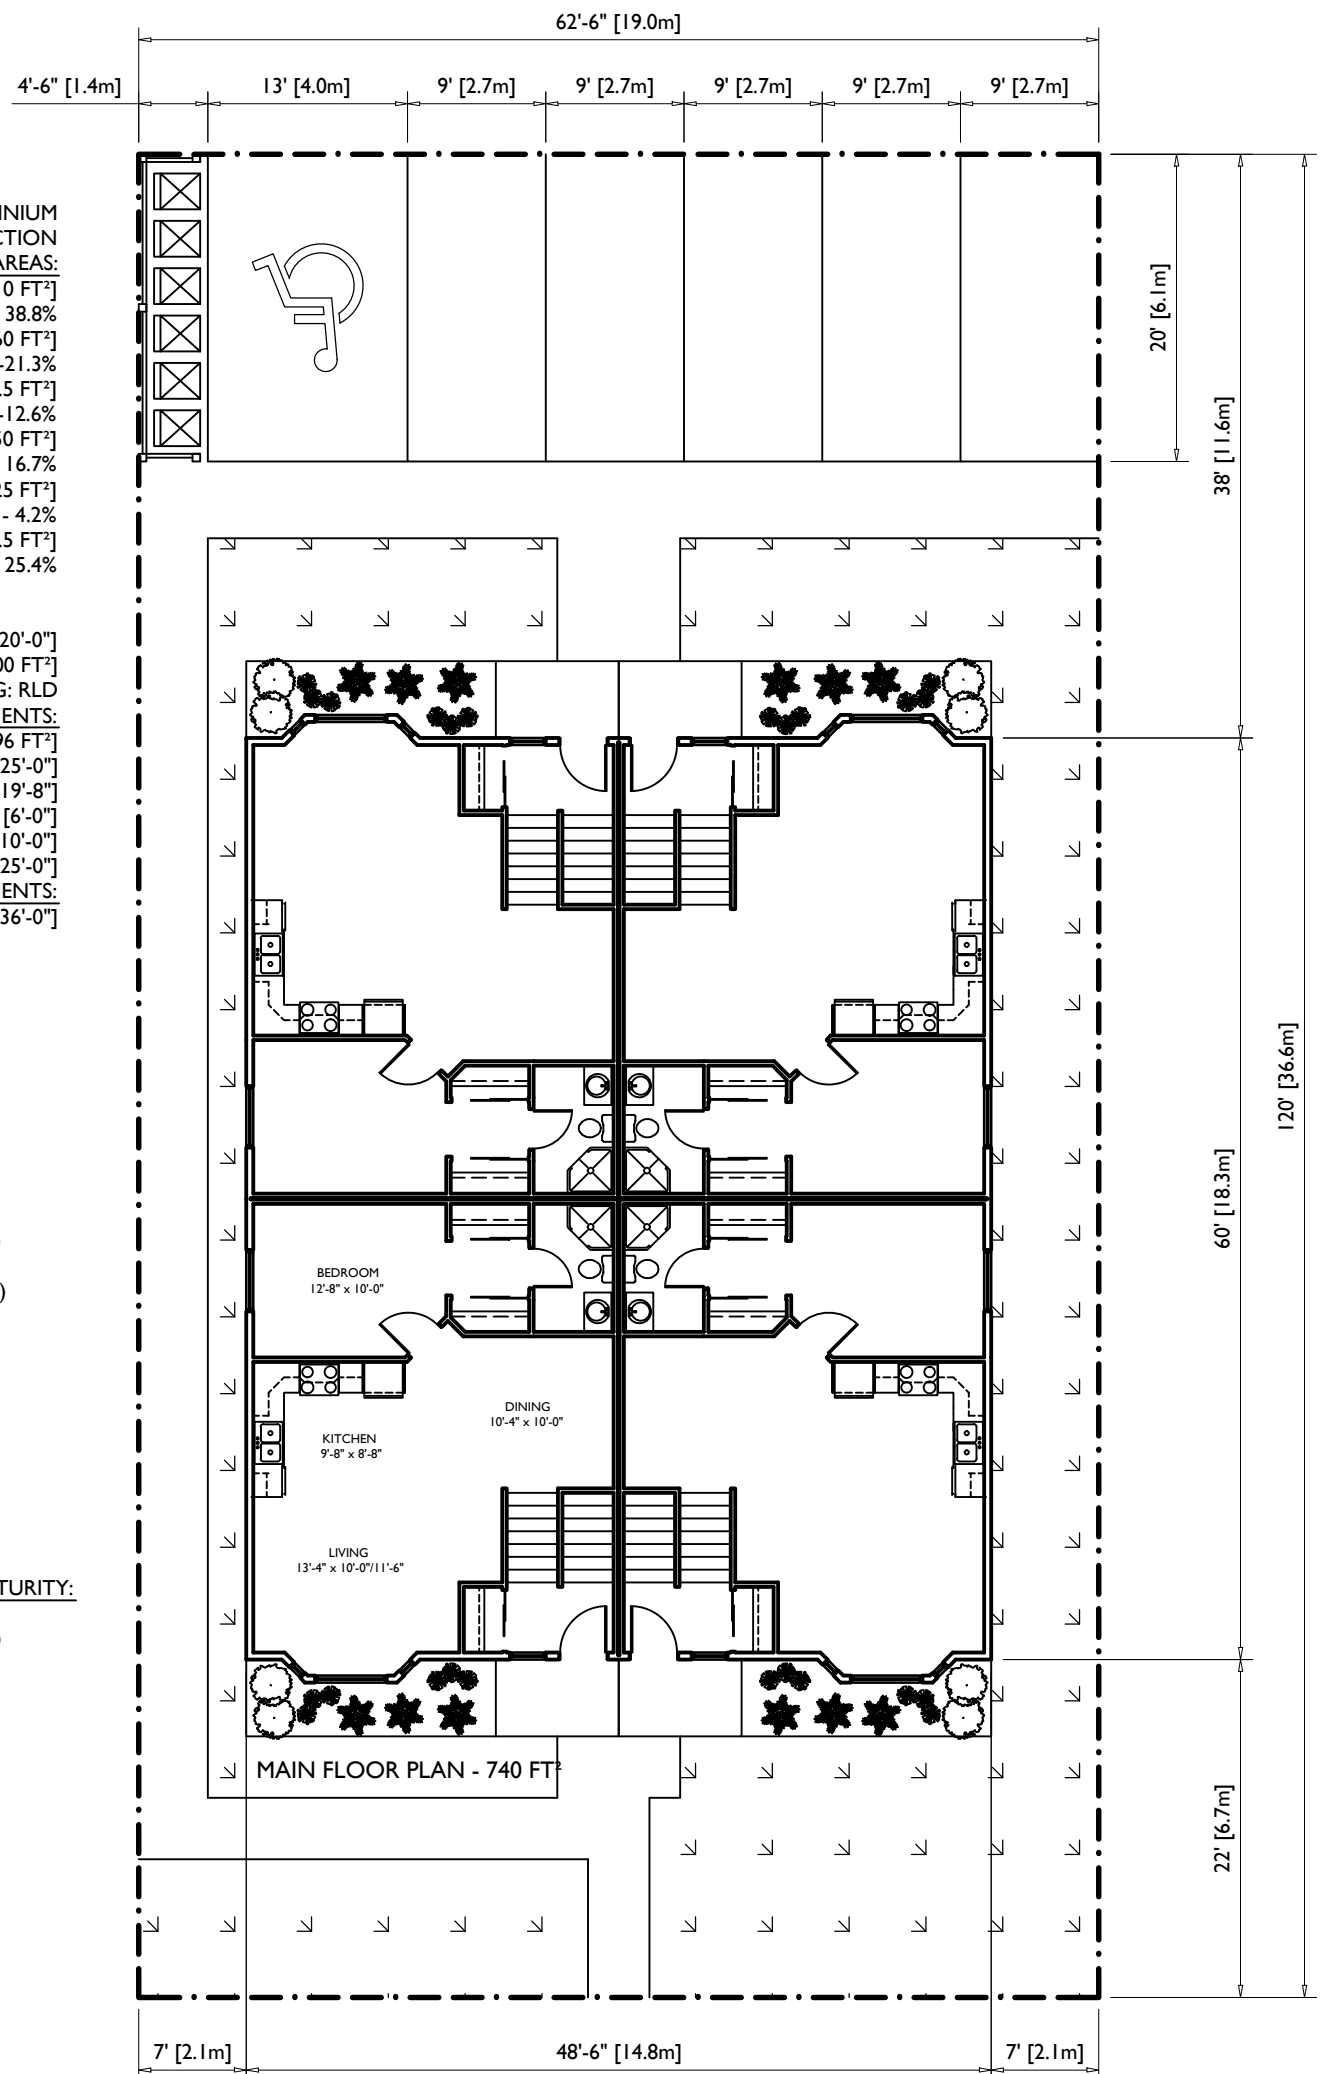 62'-6" [19.0m]
4'-6" [1.4m]
13' [4.0m]
9' [2.7m]
9' [2.7m]
9' [2.7m]
9' [2.7m]
9' [2.7m]
NIUM
CTION
AREAS:
0 FT²]
38.8%
60 FT²]
-21.3%
.5 FT²]
-12.6%
50 FT²]
16.7%
25 FT²]
- 4.2%
.5 FT²]
25.4%
20'-0"]
00 FT²]
G: RLD
MENTS:
96 FT²]
25'-0"]
19'-8"]
[6'-0"]
10'-0"]
25'-0"]
MENTS:
36'-0"]
)
TURITY:
)
20' [6.1m]
38' [11.6m]
120' [36.6m]
60' [18.3m]
22' [6.7m]
BEDROOM
12'-8" x 10'-0"
DINING
10'-4" x 10'-0"
KITCHEN
9'-8" x 8'-8"
LIVING
13'-4" x 10'-0"/11'-6"
MAIN FLOOR PLAN - 740 FT²
7' [2.1m]
48'-6" [14.8m]
7' [2.1m]